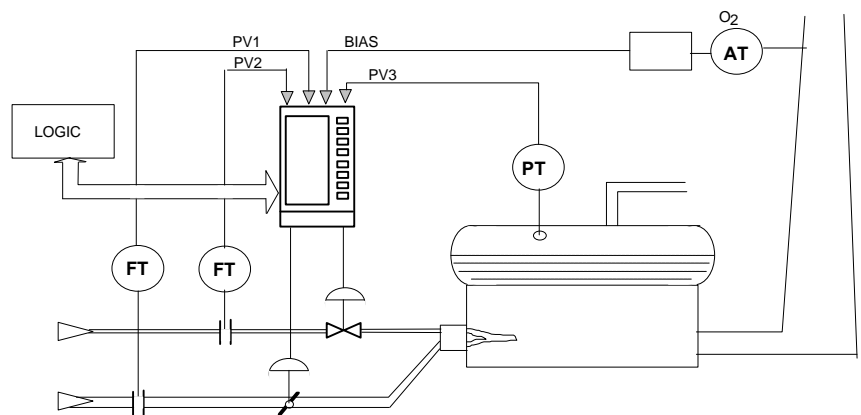 O2
PV1
BIAS
AT
PV2
PV3
LOGIC
PT
FT
FT